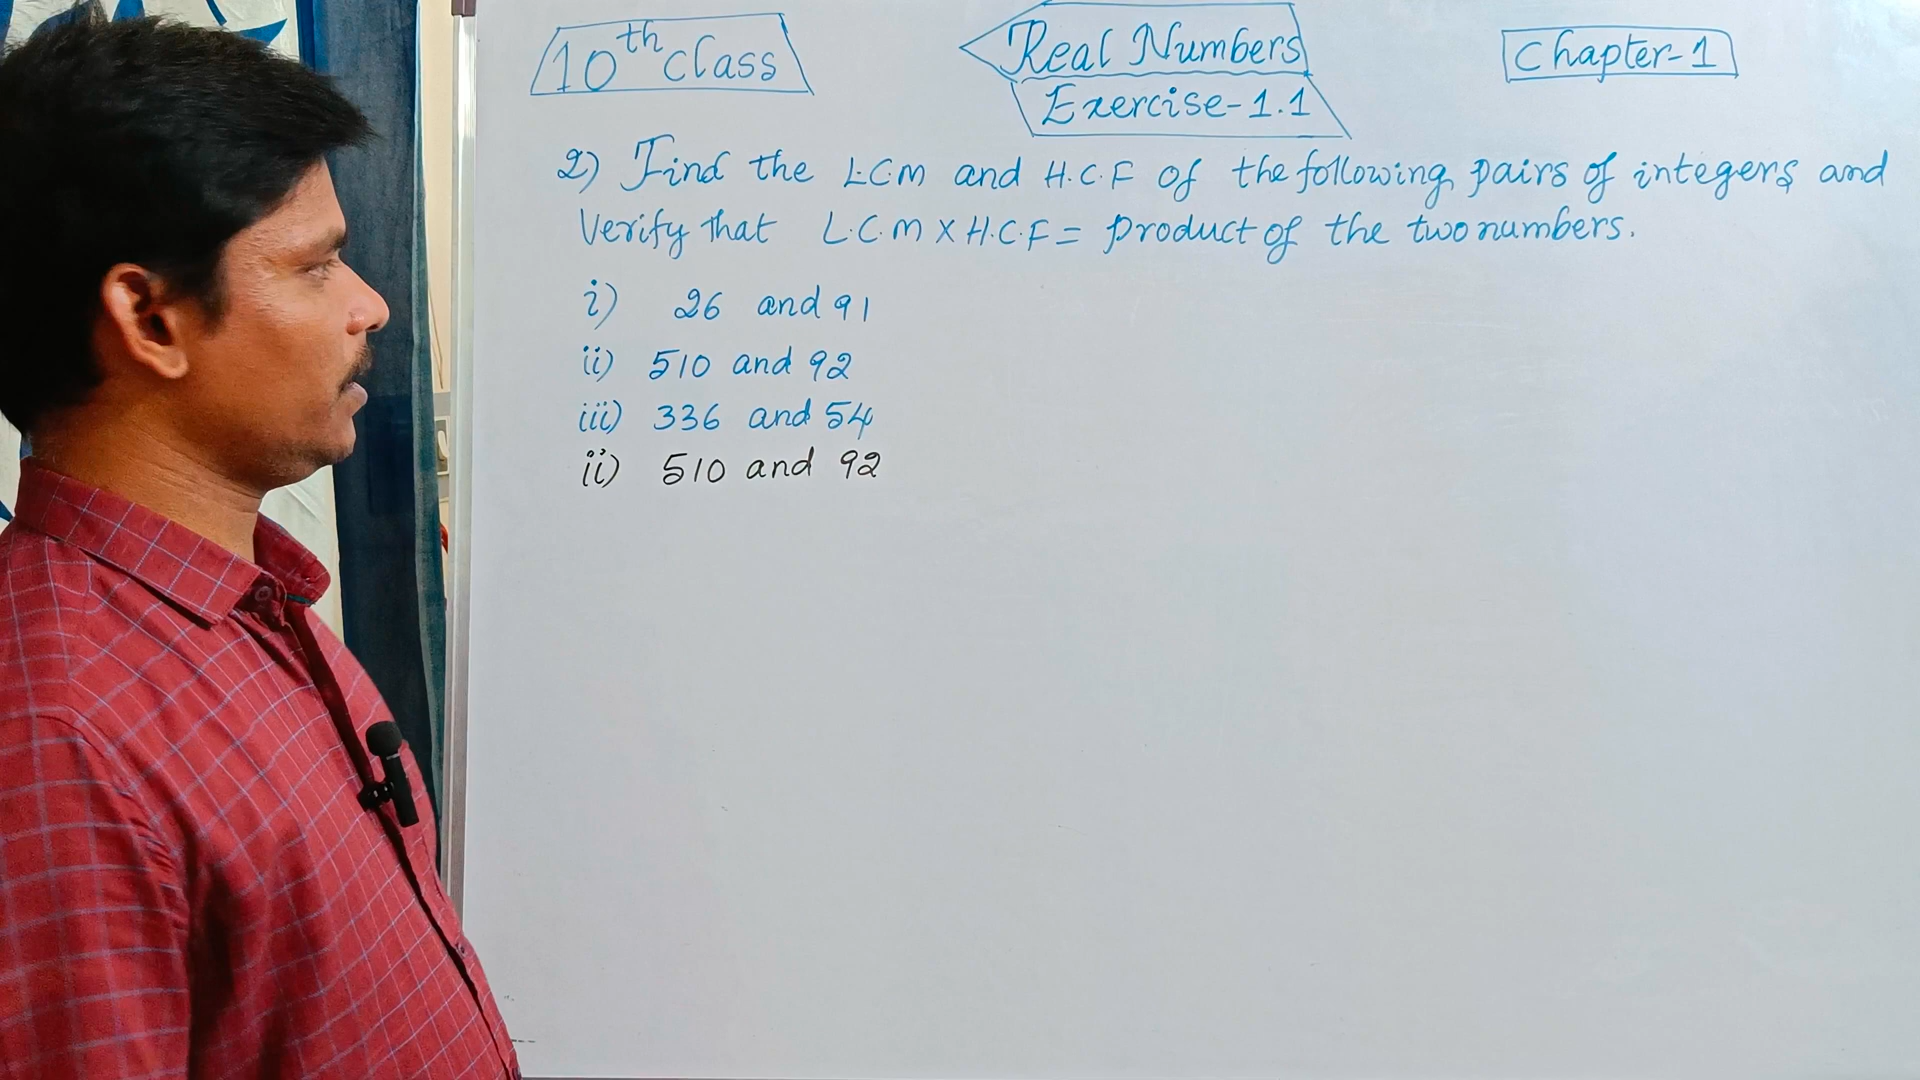 10th class
Real Numbers
Chapter-1
Exercise-1.1
2) Find the L.C.M and H.C.F of the following pairs of integers and
Verify that L.C.M X H.C.F = product of the two numbers.
i) 26 and 91
ii) 510 and 92
iii) 336 and 54
ii) 510 and 92